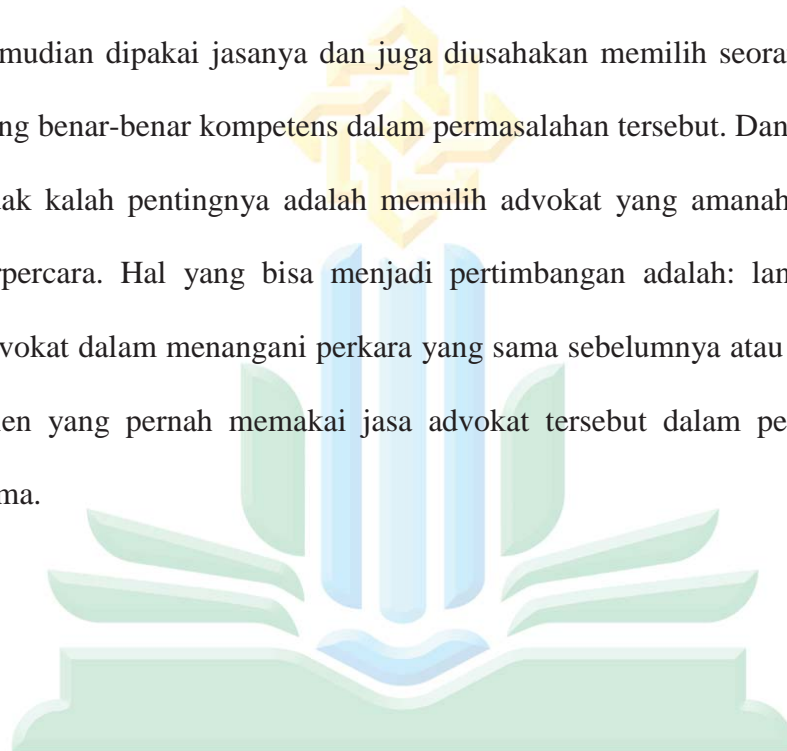 mudian dipakai jasanya dan juga diusahakan memilih seora
ng benar-benar kompetens dalam permasalahan tersebut. Dan
ak kalah pentingnya adalah memilih advokat yang amanah
rpercara. Hal yang bisa menjadi pertimbangan adalah: lan
vokat dalam menangani perkara yang sama sebelumnya atau
en yang pernah memakai jasa advokat tersebut dalam pe
ma.